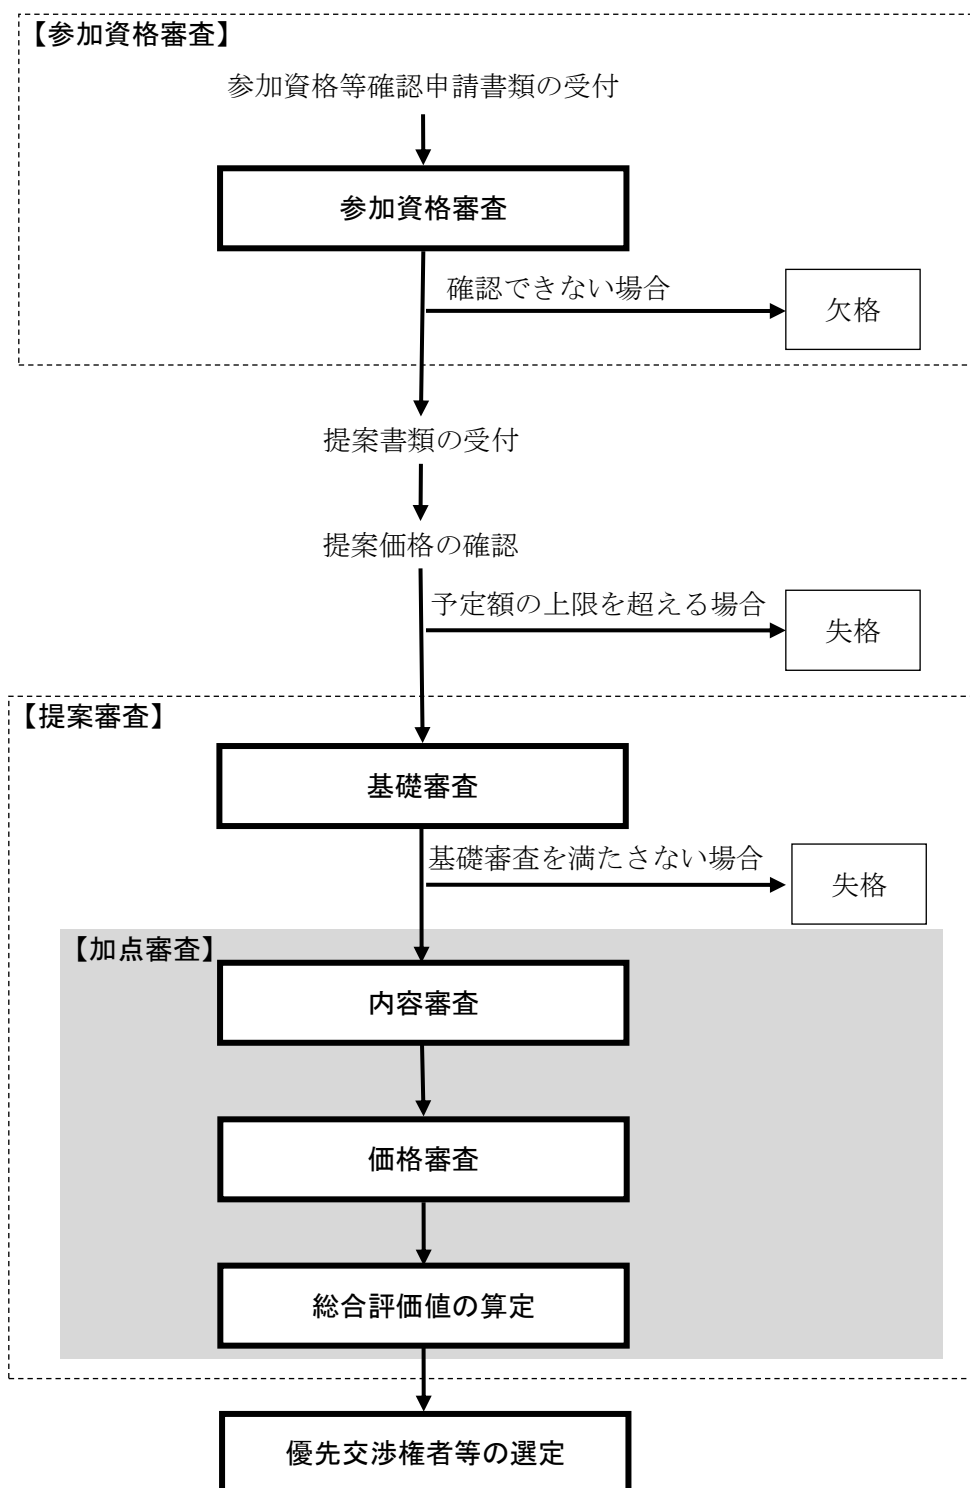 【参加資格審査】
参加資格等確認申請書類の受付
参加資格審査
確認できない場合
欠格
提案書類の受付
提案価格の確認
予定額の上限を超える場合
失格
【提案審査】
基礎審査
基礎審査を満たさない場合
失格
【加点審査】
内容審査
価格審査
総合評価値の算定
優先交渉権者等の選定